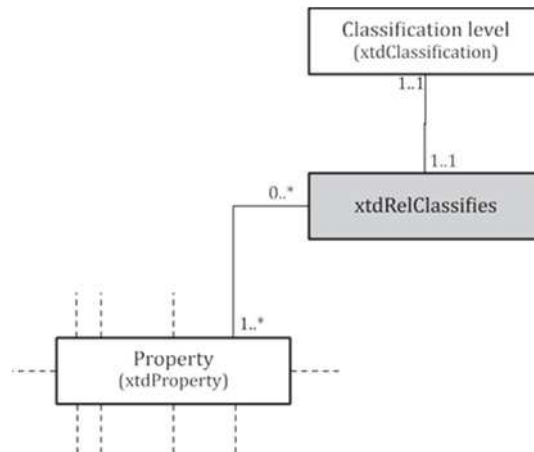 Classification level
(xtdClassification)
1..1
1..1
xtdRelClassifies
0..*
1..*
Property
(xtdProperty)